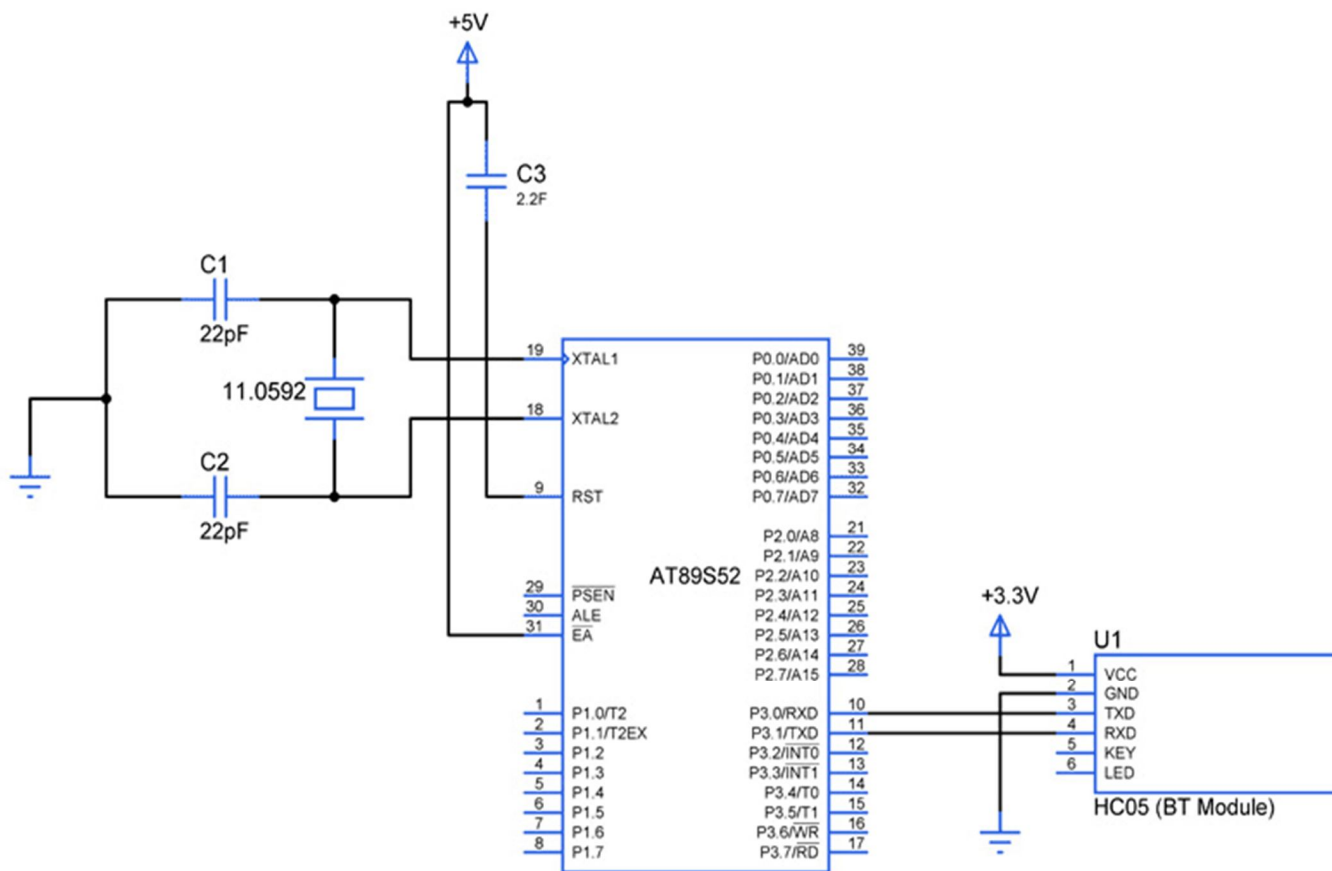 +5V
C3
2.2F
C1
22pF
11.0592
C2
22pF
19 XTAL1
18 XTAL2
9 RST
29 PSEN
30 ALE
31 EA
1 P1.0/T2
2 P1.1/T2EX
3 P1.2
4 P1.3
5 P1.4
6 P1.5
7 P1.6
8 P1.7
AT89S52
P0.0/AD0 39
P0.1/AD1 38
P0.2/AD2 37
P0.3/AD3 36
P0.4/AD4 35
P0.5/AD5 34
P0.6/AD6 33
P0.7/AD7 32
P2.0/A8 21
P2.1/A9 22
P2.2/A10 23
P2.3/A11 24
P2.4/A12 25
P2.5/A13 26
P2.6/A14 27
P2.7/A15 28
P3.0/RXD 10
P3.1/TXD 11
P3.2/INT0 12
P3.3/INT1 13
P3.4/T0 14
P3.5/T1 15
P3.6/WR 16
P3.7/RD 17
+3.3V
U1
1 VCC
2 GND
3 TXD
4 RXD
5 KEY
6 LED
HC05 (BT Module)